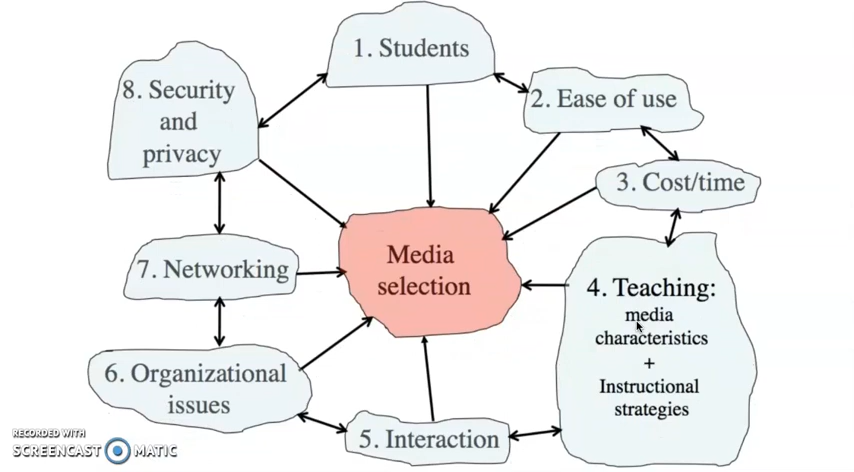 1. Students
2. Ease of use
3. Cost/time
4. Teaching:
media
characteristics
+
Instructional
strategies
5. Interaction
6. Organizational
issues
7. Networking
8. Security
and
privacy
Media
selection
RECORDED WITH
SCREENCAST MATIC